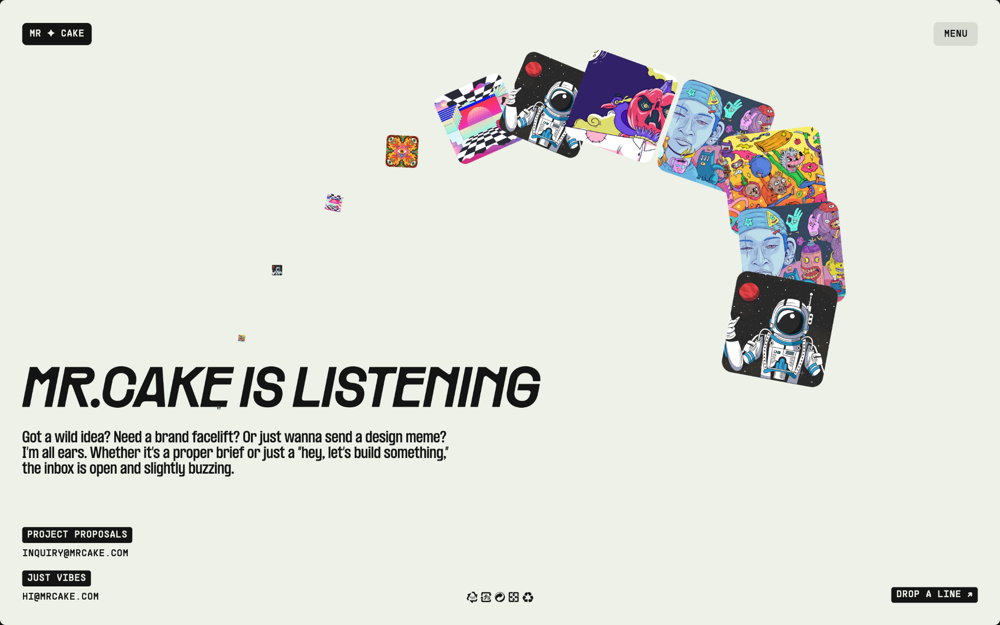 MR ✦ CAKE
MENU
MR.CAKE IS LISTENING
Got a wild idea? Need a brand facelift? Or just wanna send a design meme?
I'm all ears. Whether it's a proper brief or just a "hey, let's build something,"
the inbox is open and slightly buzzing.
PROJECT PROPOSALS
INQUIRY@MRCAKE.COM
JUST VIBES
HI@MRCAKE.COM
DROP A LINE ↗